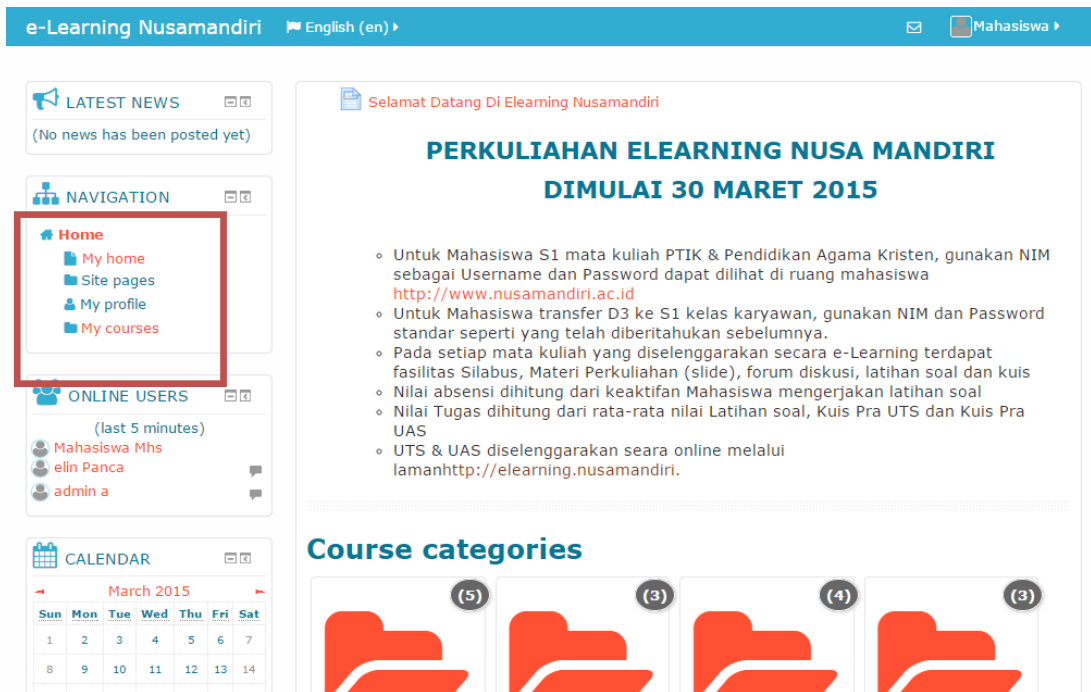 e-Learning Nusamandiri English (en) Mahasiswa
LATEST NEWS
(No news has been posted yet)
NAVIGATION
Home
My home
Site pages
My profile
My courses
ONLINE USERS
(last 5 minutes)
Mahasiswa Mhs
elin Panca
admin a
CALENDAR
March 2015
Sun Mon Tue Wed Thu Fri Sat
1 2 3 4 5 6 7
8 9 10 11 12 13 14
Selamat Datang Di Elearning Nusamandiri
PERKULIAHAN ELEARNING NUSA MANDIRI
DIMULAI 30 MARET 2015
Untuk Mahasiswa S1 mata kuliah PTIK & Pendidikan Agama Kristen, gunakan NIM
sebagai Username dan Password dapat dilihat di ruang mahasiswa
http://www.nusamandiri.ac.id
Untuk Mahasiswa transfer D3 ke S1 kelas karyawan, gunakan NIM dan Password
standar seperti yang telah diberitahukan sebelumnya.
Pada setiap mata kuliah yang diselenggarakan secara e-Learning terdapat
fasilitas Silabus, Materi Perkuliahan (slide), forum diskusi, latihan soal dan kuis
Nilai absensi dihitung dari keaktifan Mahasiswa mengerjakan latihan soal
Nilai Tugas dihitung dari rata-rata nilai Latihan soal, Kuis Pra UTS dan Kuis Pra
UAS
UTS & UAS diselenggarakan seara online melalui
lamanhttp://elearning.nusamandiri.
Course categories
(5) (3) (4) (3)